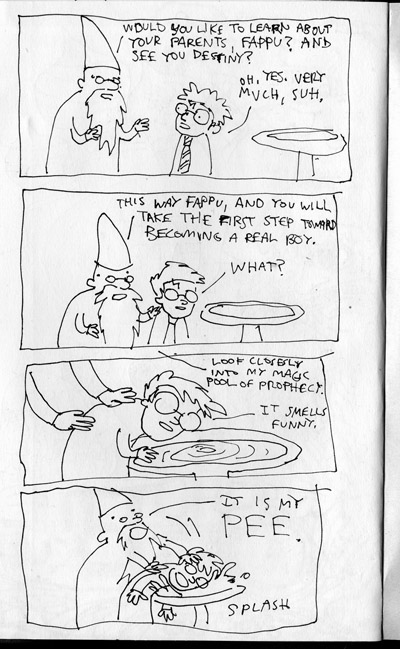 WOULD YOU LIKE TO LEARN ABOUT
YOUR PARENTS, FAPPU? AND
SEE YOU DESTINY?
OH, YES. VERY
MUCH, SUH.
THIS WAY FAPPU, AND YOU WILL
TAKE THE FIRST STEP TOWARD
BECOMING A REAL BOY.
WHAT?
LOOK CLOSELY
INTO MY MAGIC
POOL OF PROPHECY.
IT SMELLS
FUNNY.
IT IS MY
PEE.
SPLASH